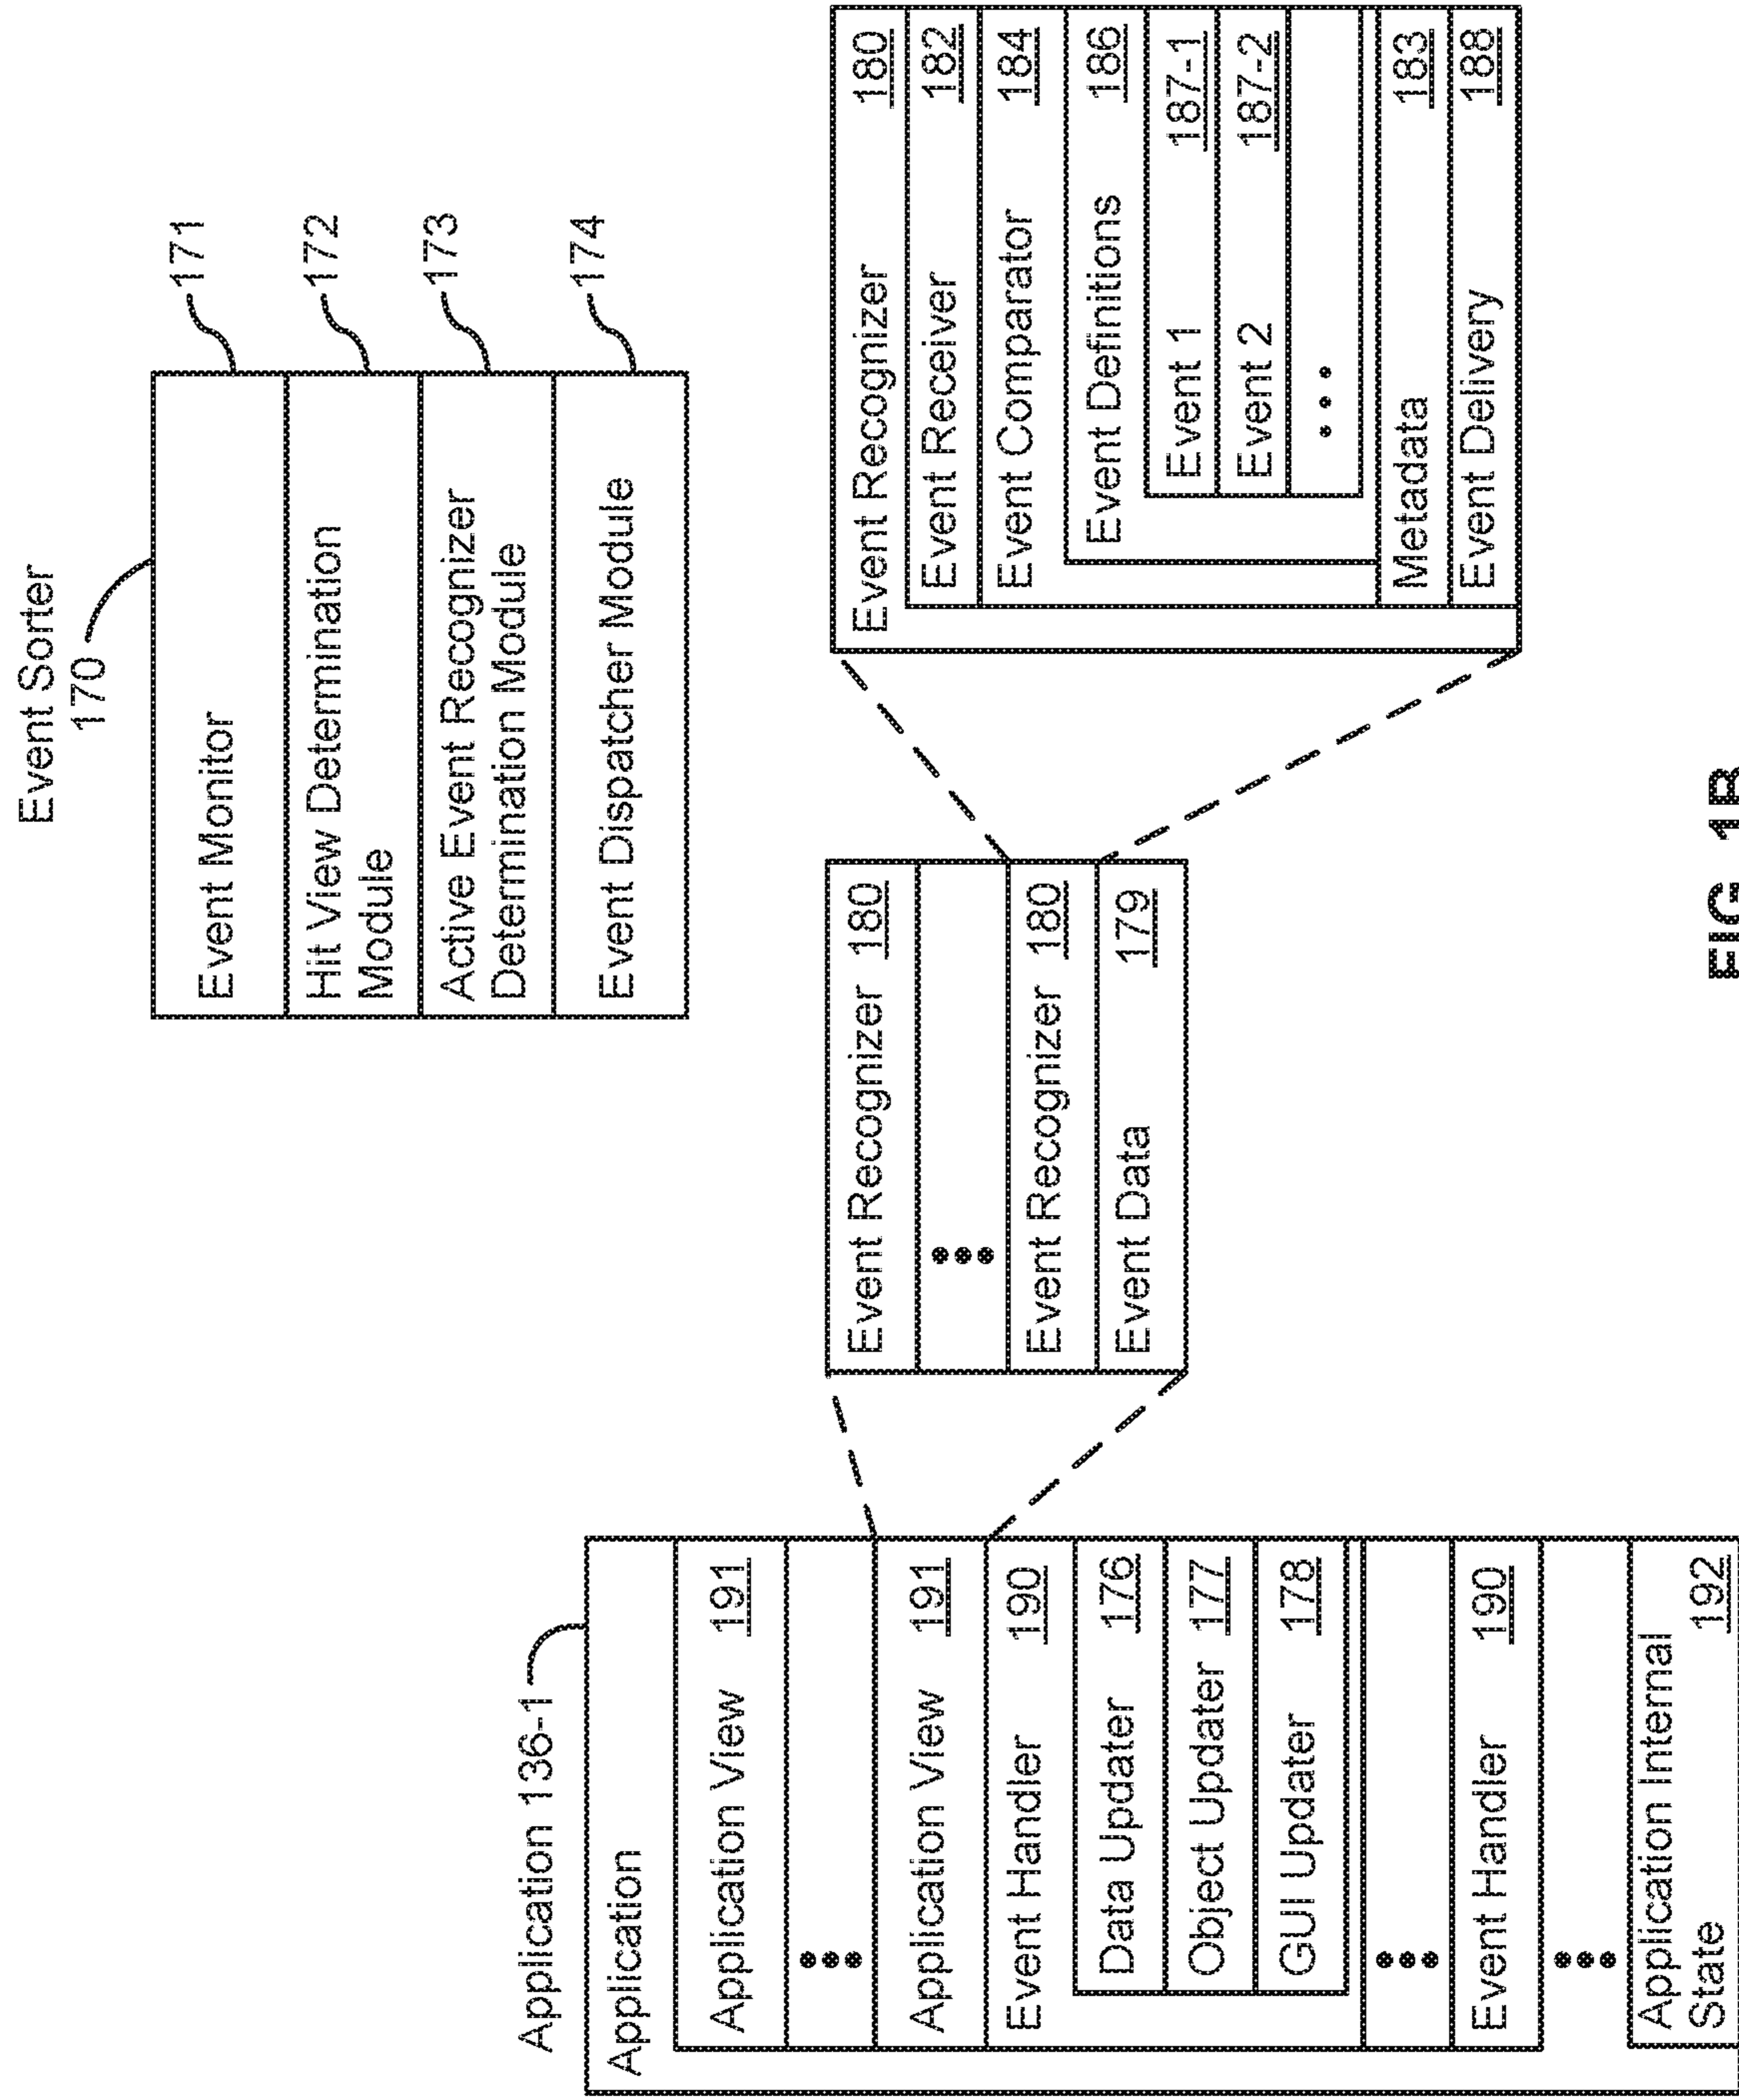 Event Sorter
170
Event Monitor
171
Hit View Determination
Module
172
Active Event Recognizer
Determination Module
173
Event Dispatcher Module
174
Application 136-1
Application
Application View 191
Application View 191
Event Handler 190
Data Updater 176
Object Updater 177
GUI Updater 178
Event Handler 190
Application Internal
State 192
Event Recognizer 180
Event Recognizer 180
Event Data 179
Event Recognizer 180
Event Receiver 182
Event Comparator 184
Event Definitions 186
Event 1 187-1
Event 2 187-2
Metadata 183
Event Delivery 188
FIG. 1B